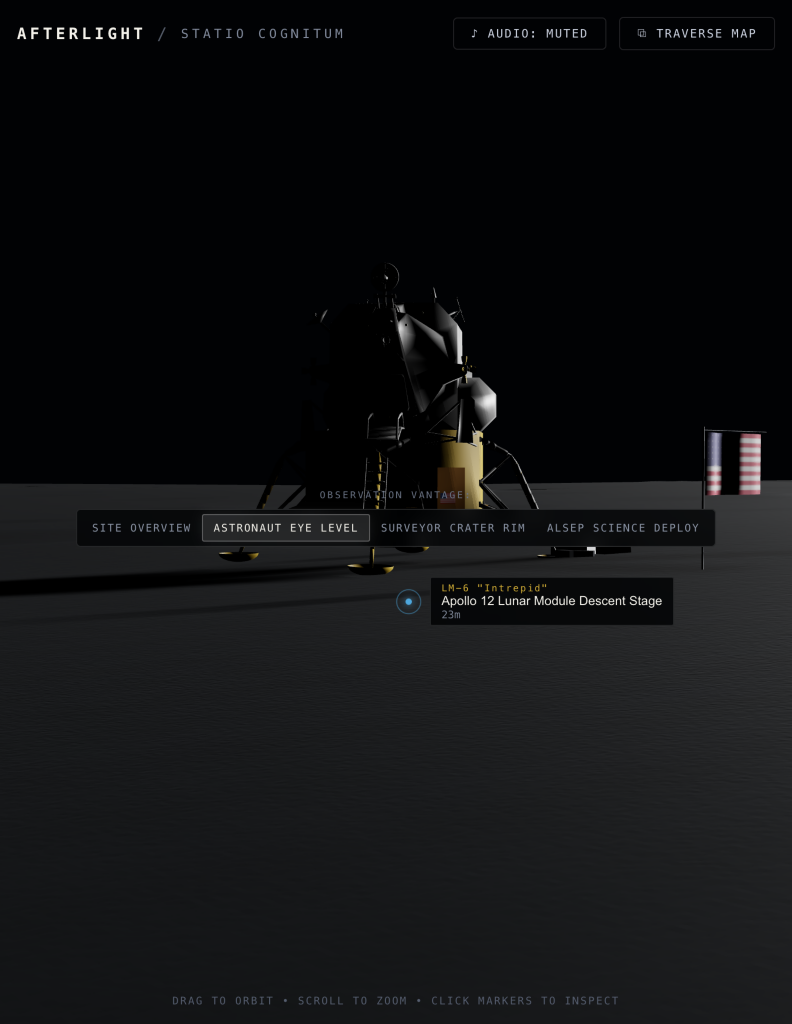 AFTERLIGHT / STATIO COGNITUM
♪ AUDIO: MUTED
TRAVERSE MAP
OBSERVATION VANTAGE
SITE OVERVIEW
ASTRONAUT EYE LEVEL
SURVEYOR CRATER RIM
ALSEP SCIENCE DEPLOY
LM-6 "Intrepid"
Apollo 12 Lunar Module Descent Stage
23m
DRAG TO ORBIT • SCROLL TO ZOOM • CLICK MARKERS TO INSPECT